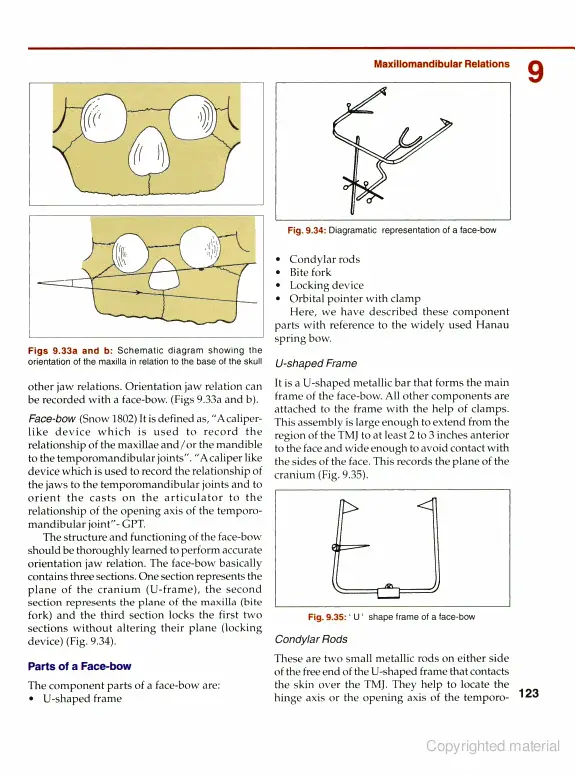 Maxillomandibular Relations
9
Figs 9.33a and b: Schematic diagram showing the
orientation of the maxilla in relation to the base of the skull
other jaw relations. Orientation jaw relation can
be recorded with a face-bow. (Figs 9.33a and b).
Face-bow (Snow 1802) It is defined as, "A caliper-
like device which is used to record the
relationship of the maxillae and/or the mandible
to the temporomandibular joints". "A caliper like
device which is used to record the relationship of
the jaws to the temporomandibular joints and to
orient the casts on the articulator to the
relationship of the opening axis of the temporo-
mandibular joint"- GPT.
The structure and functioning of the face-bow
should be thoroughly learned to perform accurate
orientation jaw relation. The face-bow basically
contains three sections. One section represents the
plane of the cranium (U-frame), the second
section represents the plane of the maxilla (bite
fork) and the third section locks the first two
sections without altering their plane (locking
device) (Fig. 9.34).
Parts of a Face-bow
The component parts of a face-bow are:
• U-shaped frame
Fig. 9.34: Diagramatic representation of a face-bow
• Condylar rods
• Bite fork
• Locking device
• Orbital pointer with clamp
Here, we have described these component
parts with reference to the widely used Hanau
spring bow.
U-shaped Frame
It is a U-shaped metallic bar that forms the main
frame of the face-bow. All other components are
attached to the frame with the help of clamps.
This assembly is large enough to extend from the
region of the TMJ to at least 2 to 3 inches anterior
to the face and wide enough to avoid contact with
the sides of the face. This records the plane of the
cranium (Fig. 9.35).
Fig. 9.35: ' U ' shape frame of a face-bow
Condylar Rods
These are two small metallic rods on either side
of the free end of the U-shaped frame that contacts
the skin over the TMJ. They help to locate the
hinge axis or the opening axis of the temporo-
123
Copyrighted material